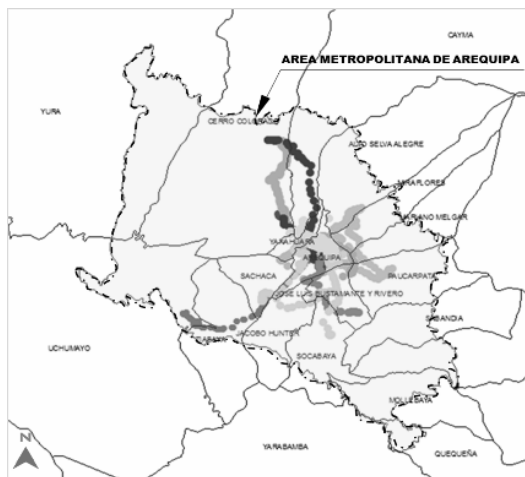 CAYMA
AREA METROPOLITANA DE AREQUIPA
YURA
CERRO COLORADO
ALTO SELVA ALEGRE
MIRAFLORES
MARIANO MELGAR
YANAHUARA
AREQUIPA
SACHACA
PAUCARPATA
JOSE LUIS BUSTAMANTE Y RIVERO
SABANDIA
JACOBO HUNTER
UCHUMAYO
SOCABAYA
MOLLEBAYA
N
YARABAMBA
QUEQUEÑA